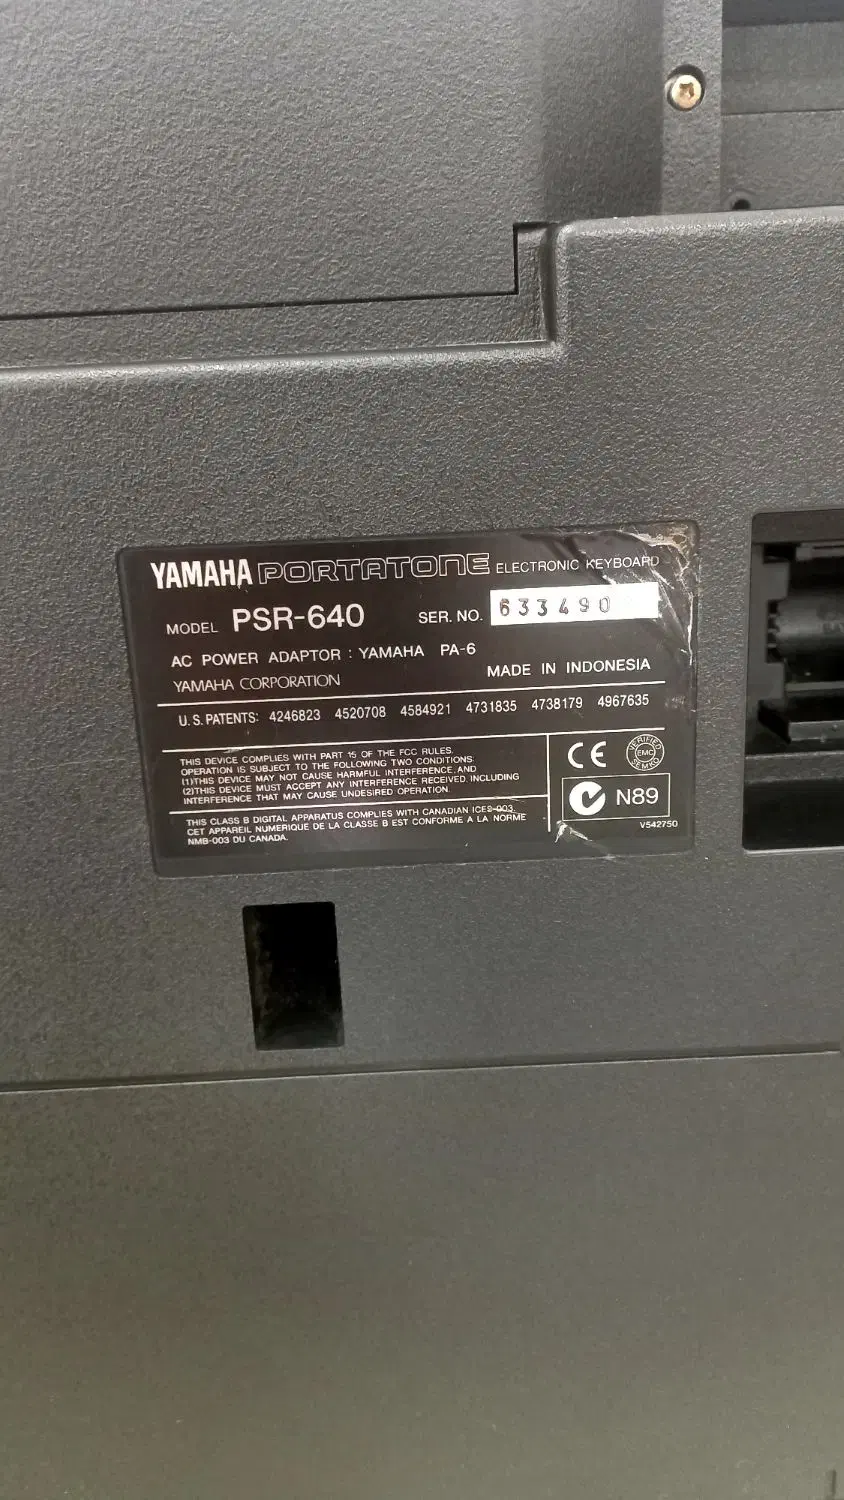 YAMAHA PORTATONE ELECTRONIC KEYBOARD
MODEL PSR-640 SER. NO. 633490
AC POWER ADAPTOR : YAMAHA PA-6
YAMAHA CORPORATION MADE IN INDONESIA
U.S. PATENTS: 4246823 4520708 4584921 4731835 4738179 4967635
THIS DEVICE COMPLIES WITH PART 15 OF THE FCC RULES.
OPERATION IS SUBJECT TO THE FOLLOWING TWO CONDITIONS:
(1)THIS DEVICE MAY NOT CAUSE HARMFUL INTERFERENCE, AND
(2)THIS DEVICE MUST ACCEPT ANY INTERFERENCE RECEIVED, INCLUDING
INTERFERENCE THAT MAY CAUSE UNDESIRED OPERATION.
THIS CLASS B DIGITAL APPARATUS COMPLIES WITH CANADIAN ICES-003.
CET APPAREIL NUMERIQUE DE LA CLASSE B EST CONFORME A LA NORME
NMB-003 DU CANADA.
CE
VERIFIED
EMC
SEMKO
N89
V542750